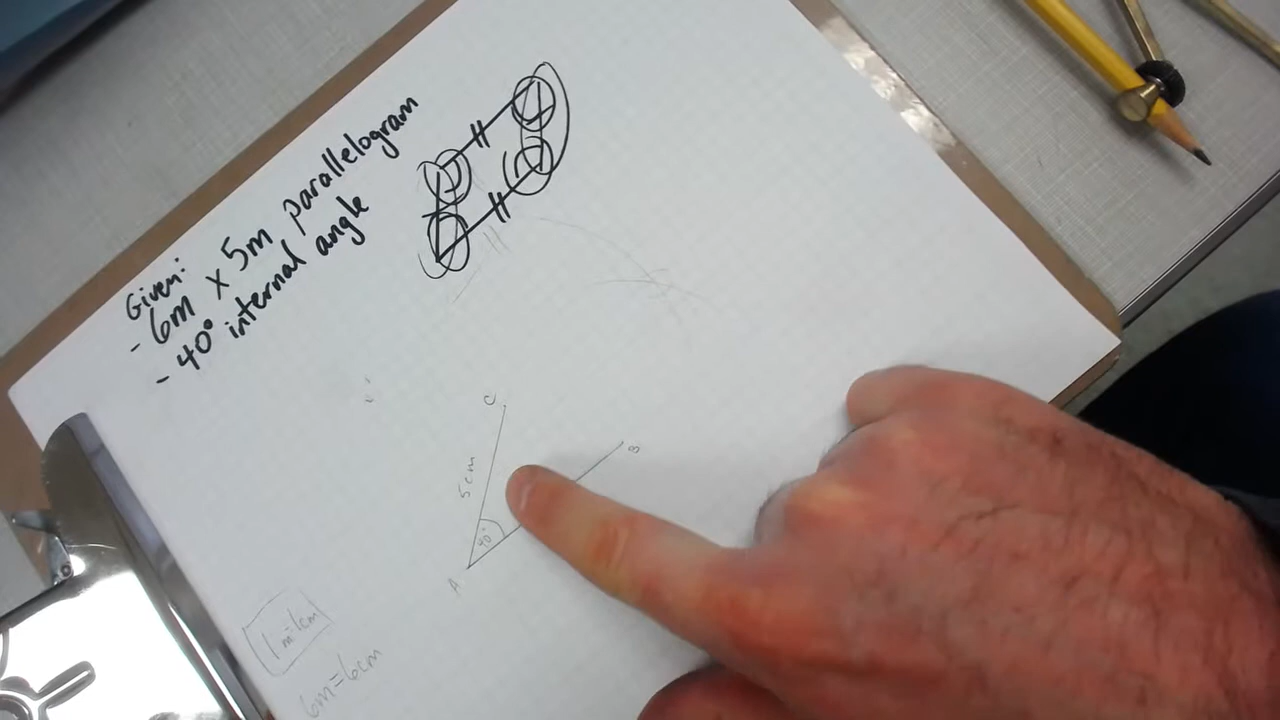 Given:
- 6m x 5m parallelogram
- 40° internal angle
C
B
5cm
40°
A
1m=1cm
6m=6cm